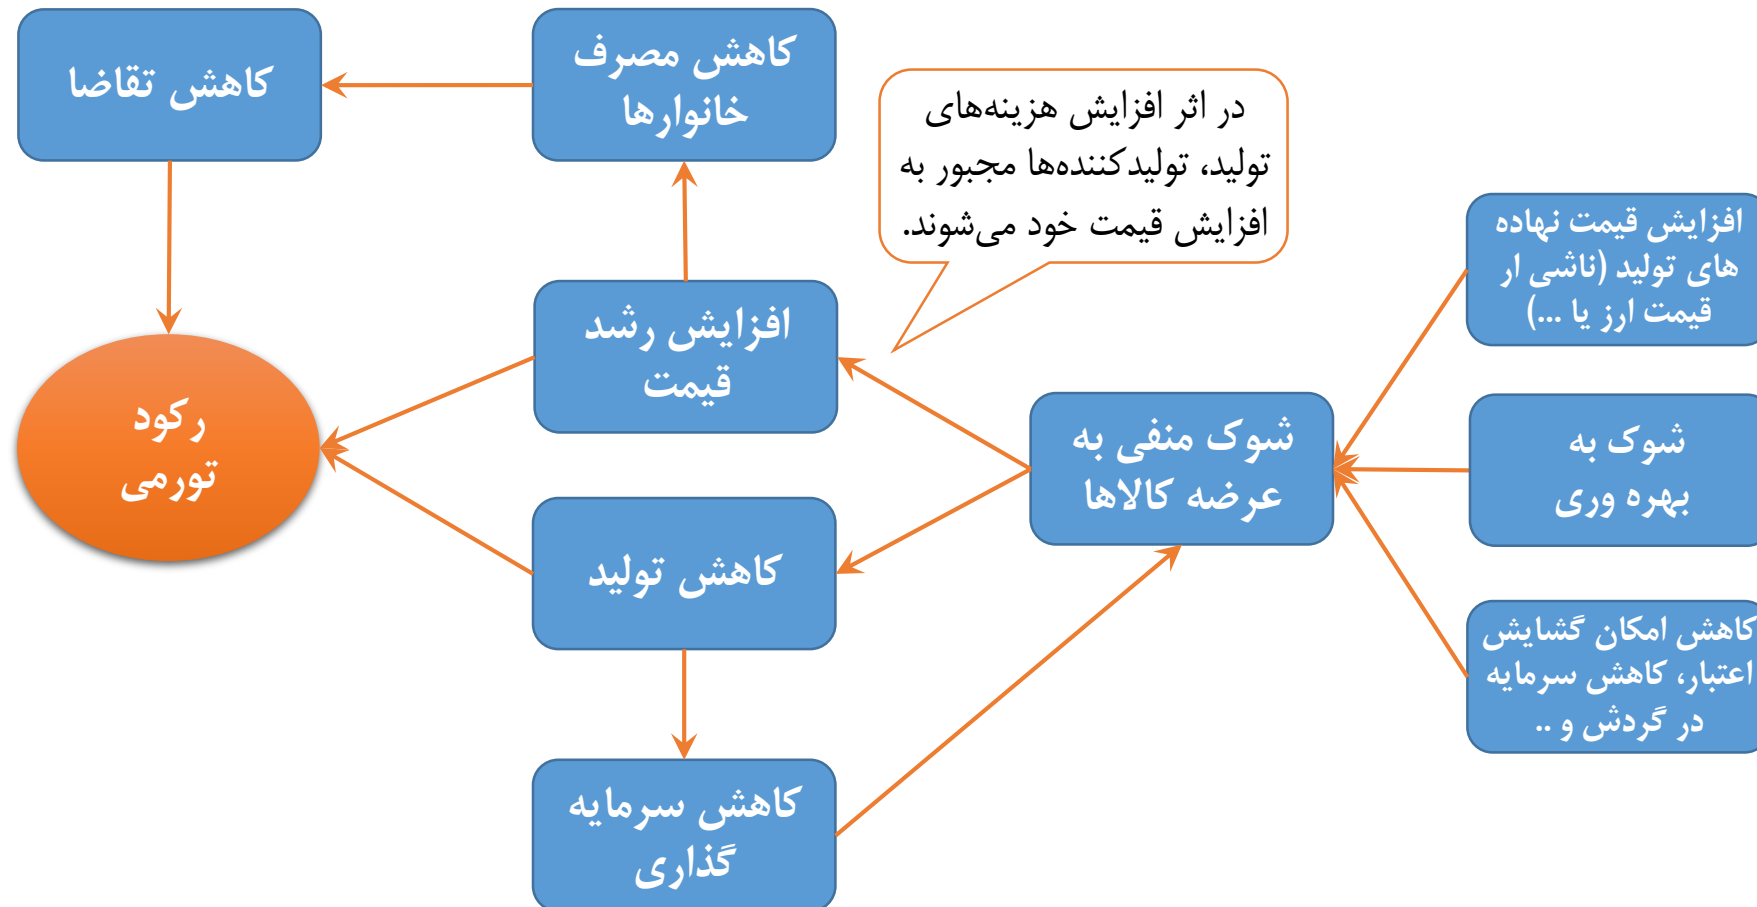 کاهش مصرف
خانوارها
کاهش تقاضا
در اثر افزایش هزینه‌های
تولید، تولیدکننده‌ها مجبور به
افزایش قیمت خود می‌شوند.
افزایش قیمت نهاده
های تولید (ناشی ار
قیمت ارز یا ...)
افزایش رشد
قیمت
شوک به
بهره وری
شوک منفی به
عرضه کالاها
رکود
تورمی
کاهش تولید
کاهش امکان گشایش
اعتبار، کاهش سرمایه
در گردش و ..
کاهش سرمایه
گذاری